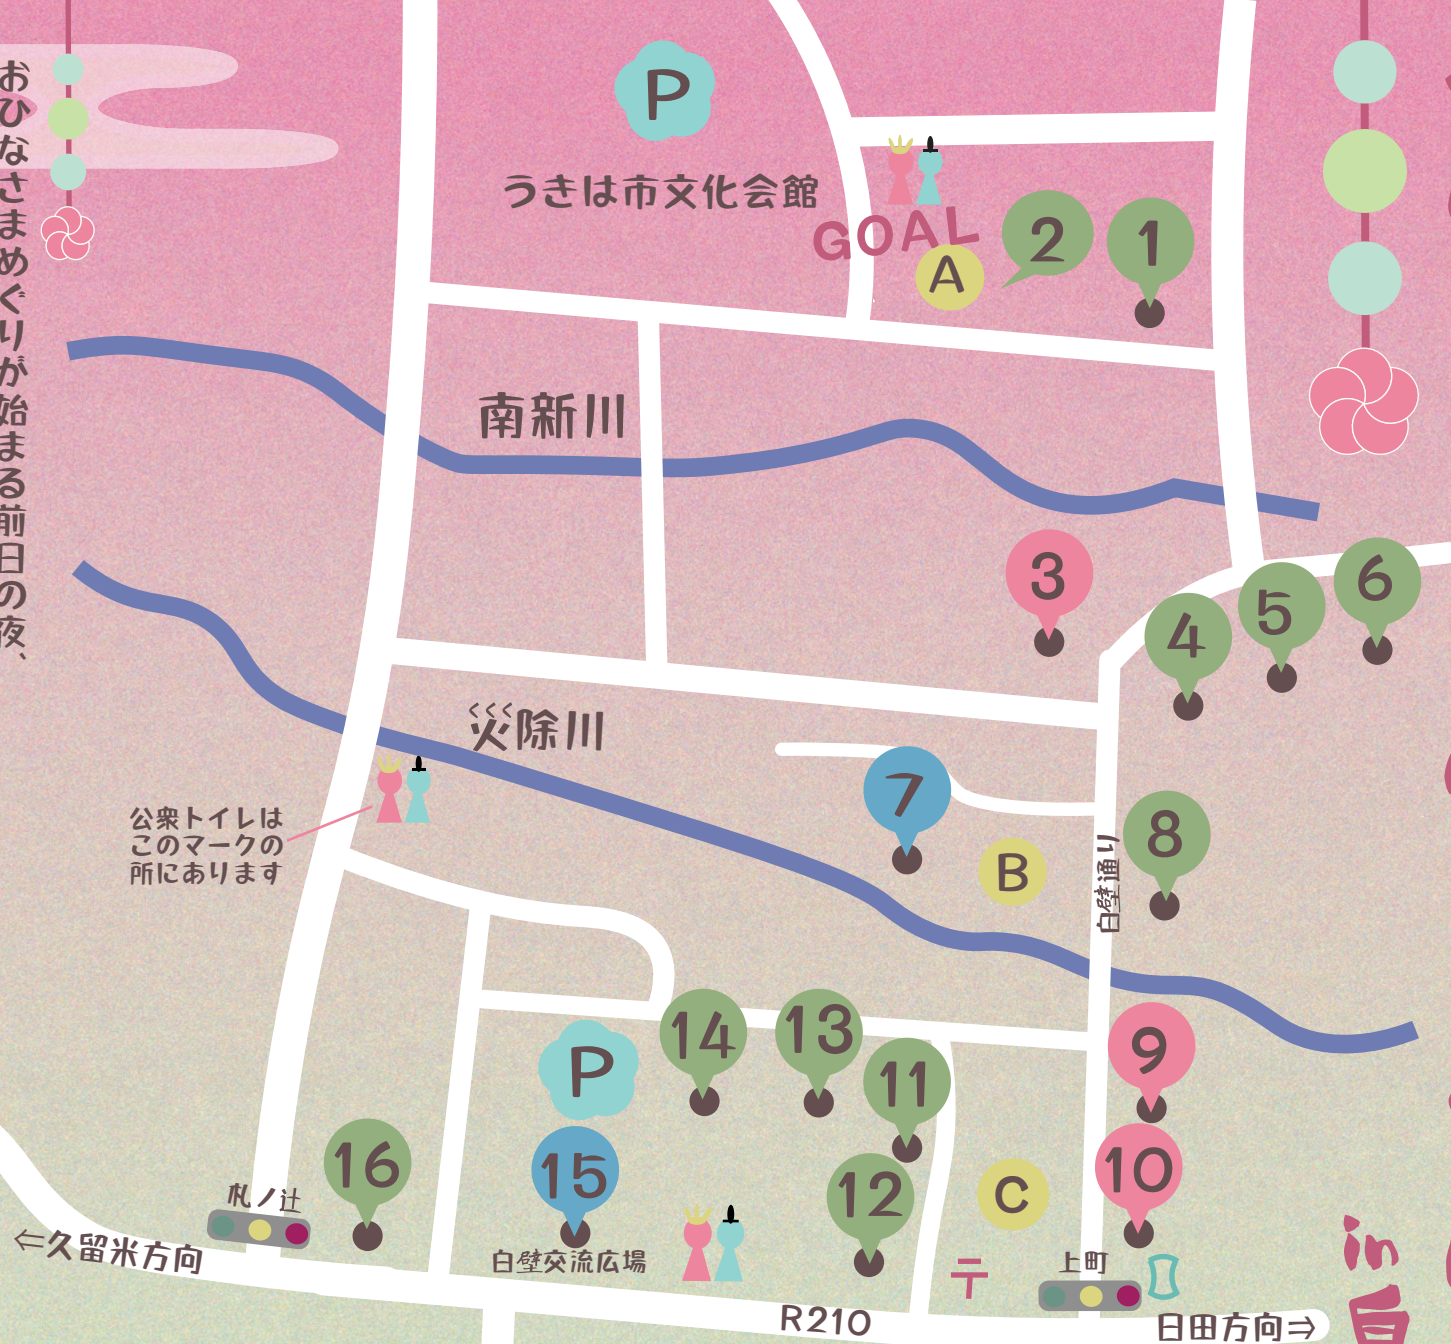 おひなさまめぐりが始まる前日の夜、
P
うきは市文化会館
GOAL
A
2
1
南新川
3
4
5
6
災除川
公衆トイレは
このマークの
所にあります
7
B
8
白壁通り
14
13
11
9
P
16
15
12
10
C
札ノ辻
←久留米方向
白壁交流広場
〒
上町
R210
日田方向→
in